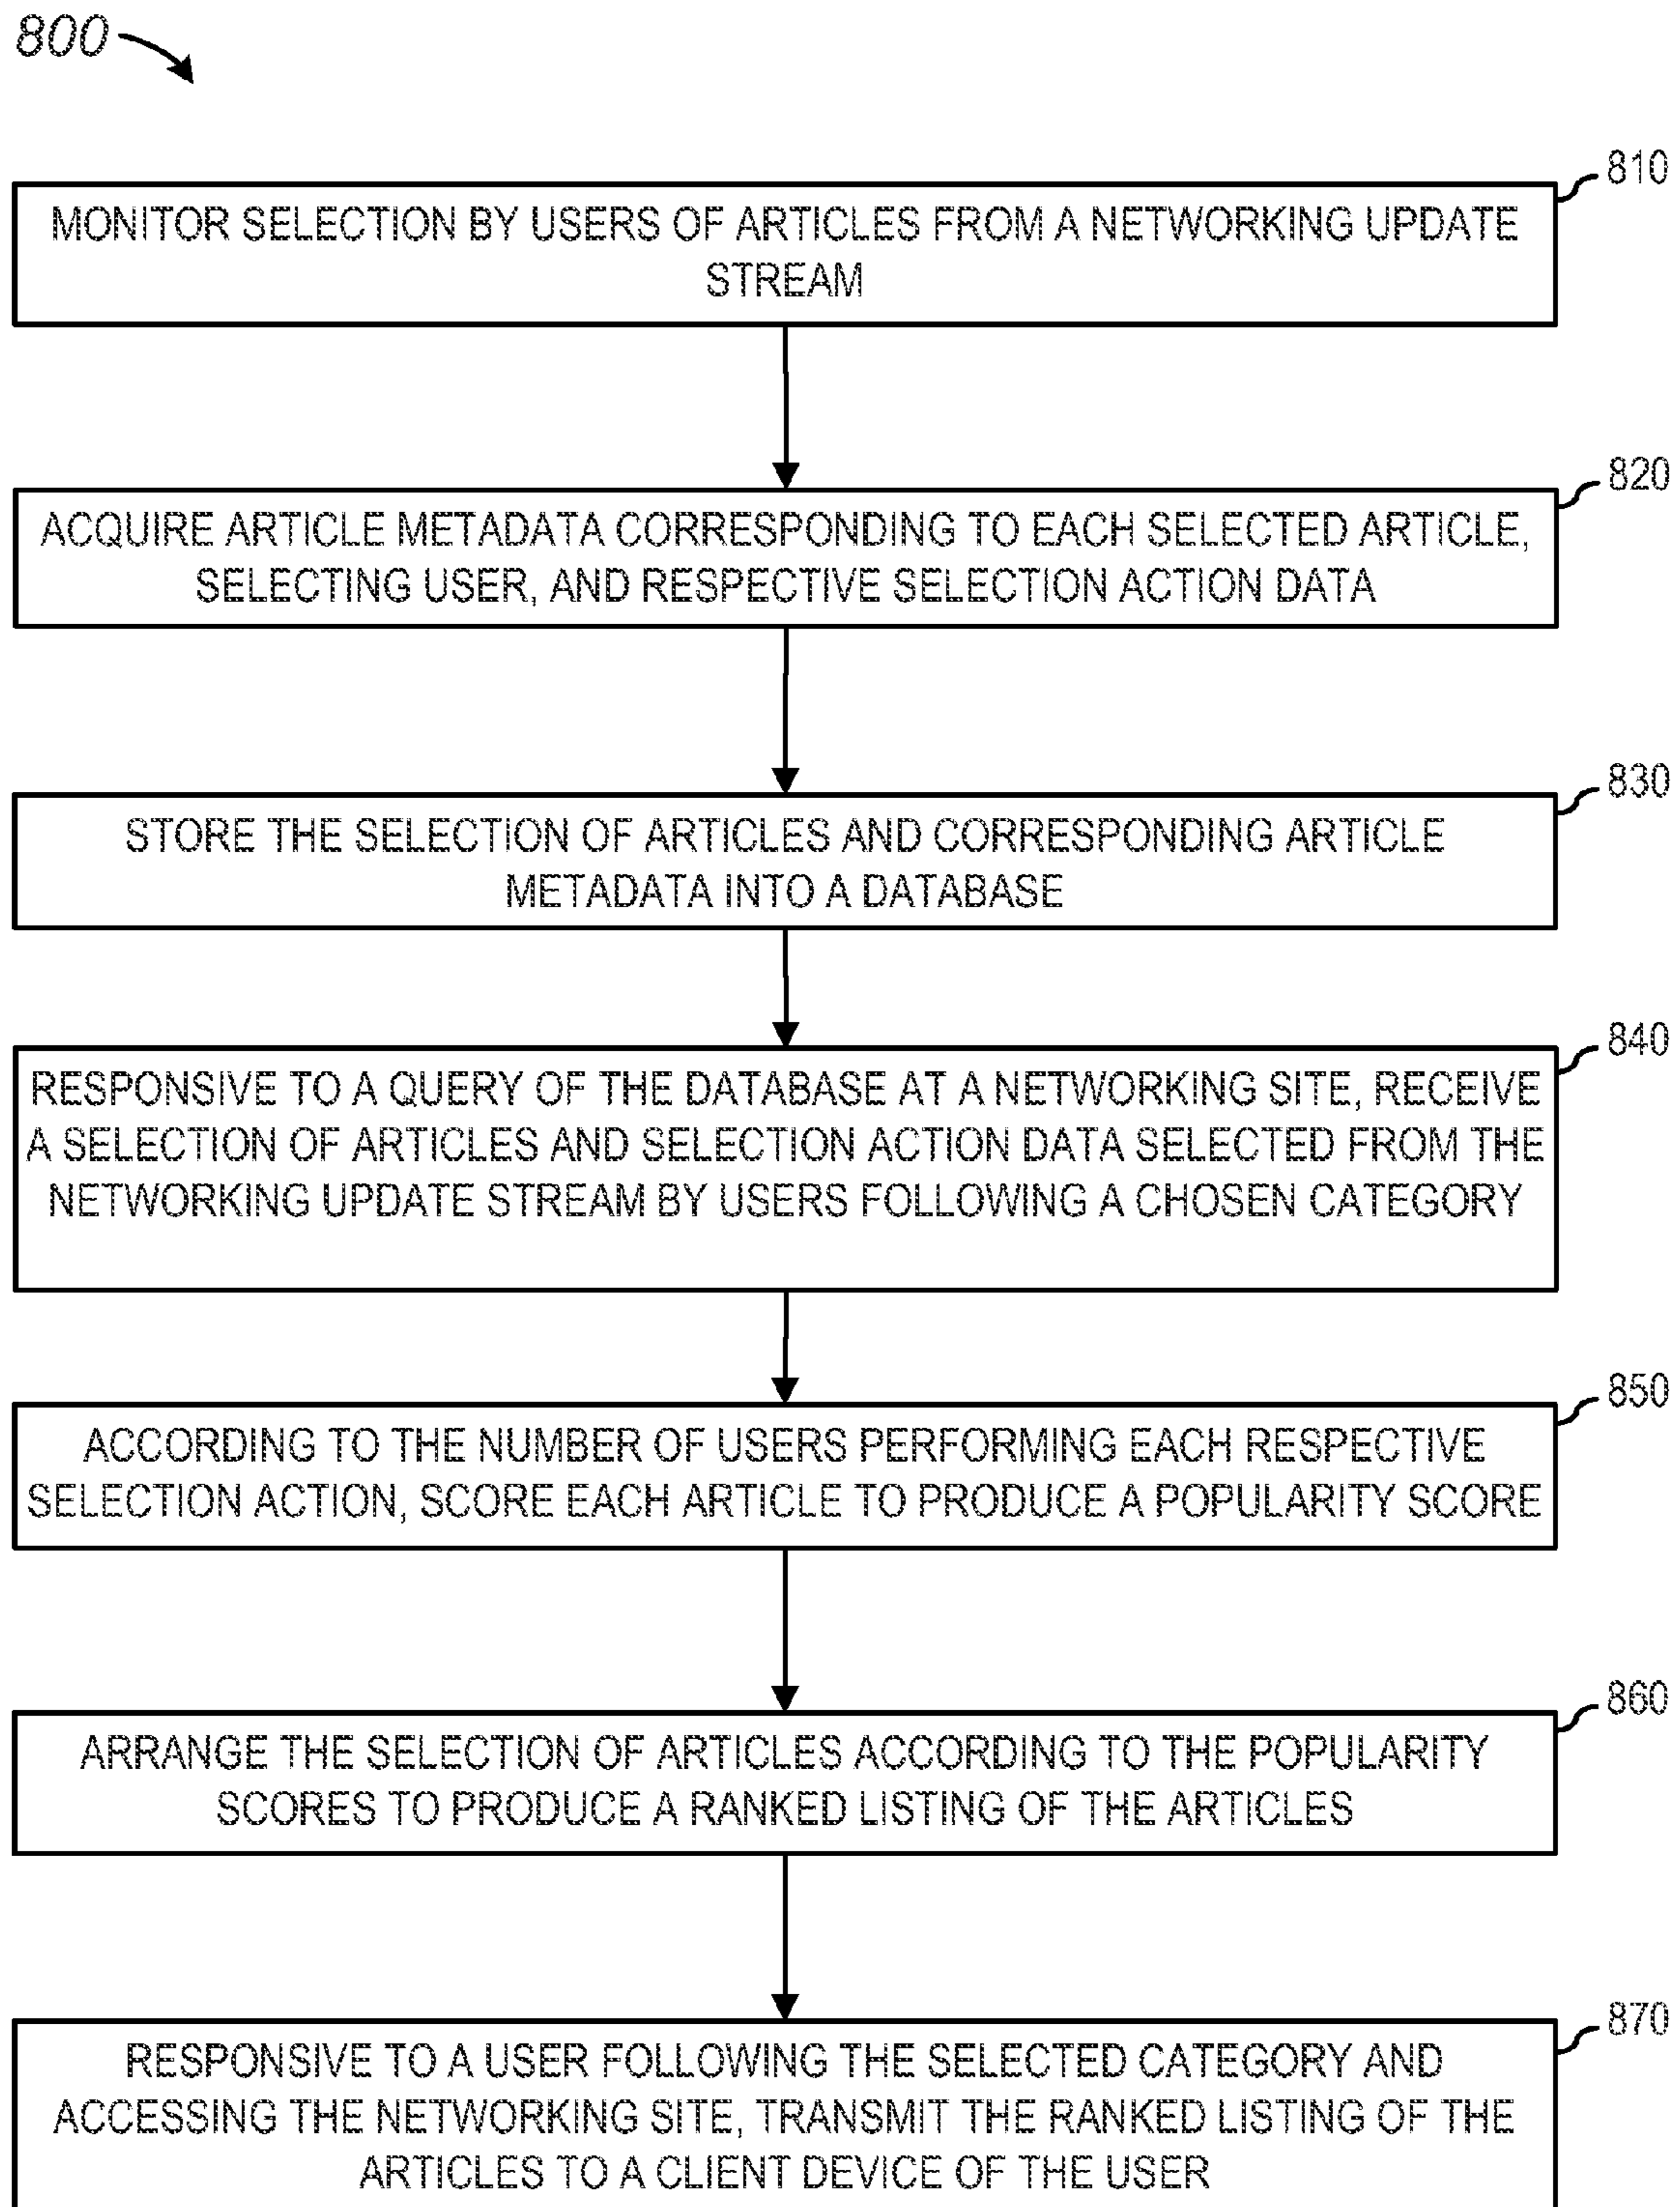 800
810
MONITOR SELECTION BY USERS OF ARTICLES FROM A NETWORKING UPDATE
STREAM
820
ACQUIRE ARTICLE METADATA CORRESPONDING TO EACH SELECTED ARTICLE,
SELECTING USER, AND RESPECTIVE SELECTION ACTION DATA
830
STORE THE SELECTION OF ARTICLES AND CORRESPONDING ARTICLE
METADATA INTO A DATABASE
840
RESPONSIVE TO A QUERY OF THE DATABASE AT A NETWORKING SITE, RECEIVE
A SELECTION OF ARTICLES AND SELECTION ACTION DATA SELECTED FROM THE
NETWORKING UPDATE STREAM BY USERS FOLLOWING A CHOSEN CATEGORY
850
ACCORDING TO THE NUMBER OF USERS PERFORMING EACH RESPECTIVE
SELECTION ACTION, SCORE EACH ARTICLE TO PRODUCE A POPULARITY SCORE
860
ARRANGE THE SELECTION OF ARTICLES ACCORDING TO THE POPULARITY
SCORES TO PRODUCE A RANKED LISTING OF THE ARTICLES
870
RESPONSIVE TO A USER FOLLOWING THE SELECTED CATEGORY AND
ACCESSING THE NETWORKING SITE, TRANSMIT THE RANKED LISTING OF THE
ARTICLES TO A CLIENT DEVICE OF THE USER